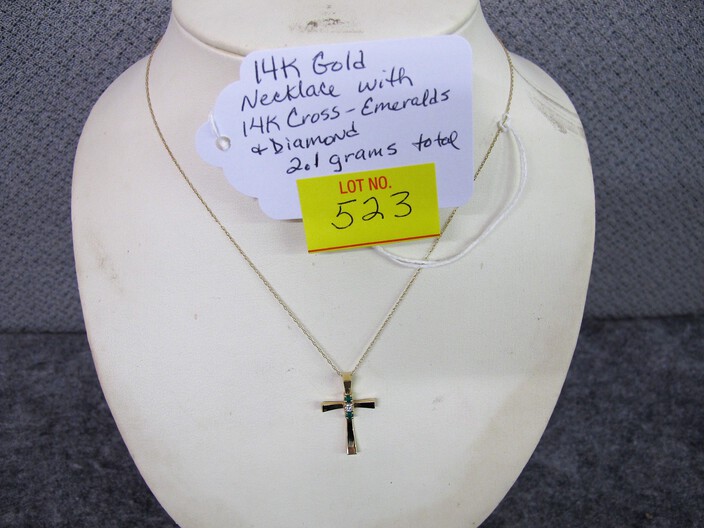 14K Gold
Necklace with
14K Cross - Emeralds
& Diamond
2.1 grams total
LOT NO.
523